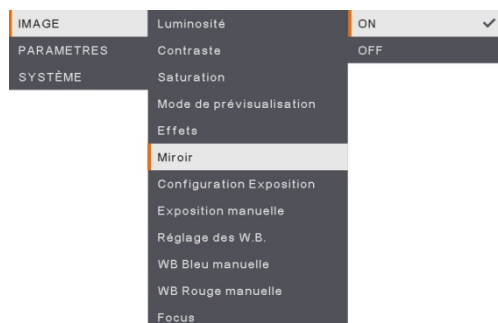 IMAGE
PARAMETRES
SYSTÈME
Luminosité
Contraste
Saturation
Mode de prévisualisation
Effets
Miroir
Configuration Exposition
Exposition manuelle
Réglage des W.B.
WB Bleu manuelle
WB Rouge manuelle
Focus
ON
OFF